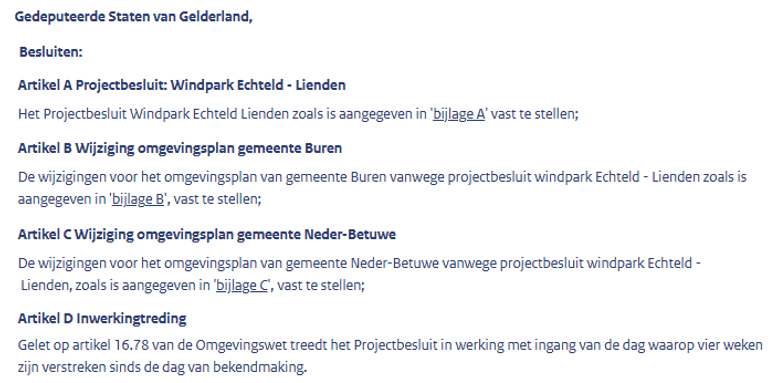 Gedeputeerde Staten van Gelderland,
Besluiten:
Artikel A Projectbesluit: Windpark Echteld - Lienden
Het Projectbesluit Windpark Echteld Lienden zoals is aangegeven in 'bijlage A' vast te stellen;
Artikel B Wijziging omgevingsplan gemeente Buren
De wijzigingen voor het omgevingsplan van gemeente Buren vanwege projectbesluit windpark Echteld - Lienden zoals is
aangegeven in 'bijlage B', vast te stellen;
Artikel C Wijziging omgevingsplan gemeente Neder-Betuwe
De wijzigingen voor het omgevingsplan van gemeente Neder-Betuwe vanwege projectbesluit windpark Echteld -
Lienden, zoals is aangegeven in 'bijlage C', vast te stellen;
Artikel D Inwerkingtreding
Gelet op artikel 16.78 van de Omgevingswet treedt het Projectbesluit in werking met ingang van de dag waarop vier weken
zijn verstreken sinds de dag van bekendmaking.